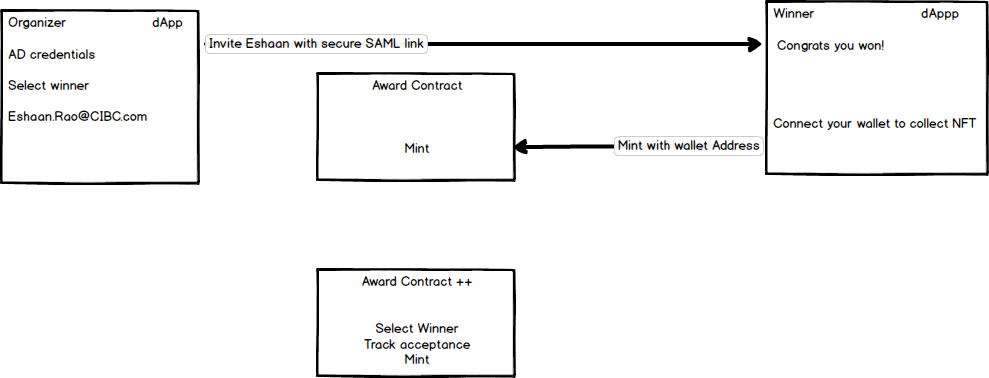 Organizer dApp
AD credentials
Select winner
Eshaan.Rao@CIBC.com
Invite Eshaan with secure SAML link
Winner dAppp
Congrats you won!
Connect your wallet to collect NFT
Award Contract
Mint
Mint with wallet Address
Award Contract ++
Select Winner
Track acceptance
Mint